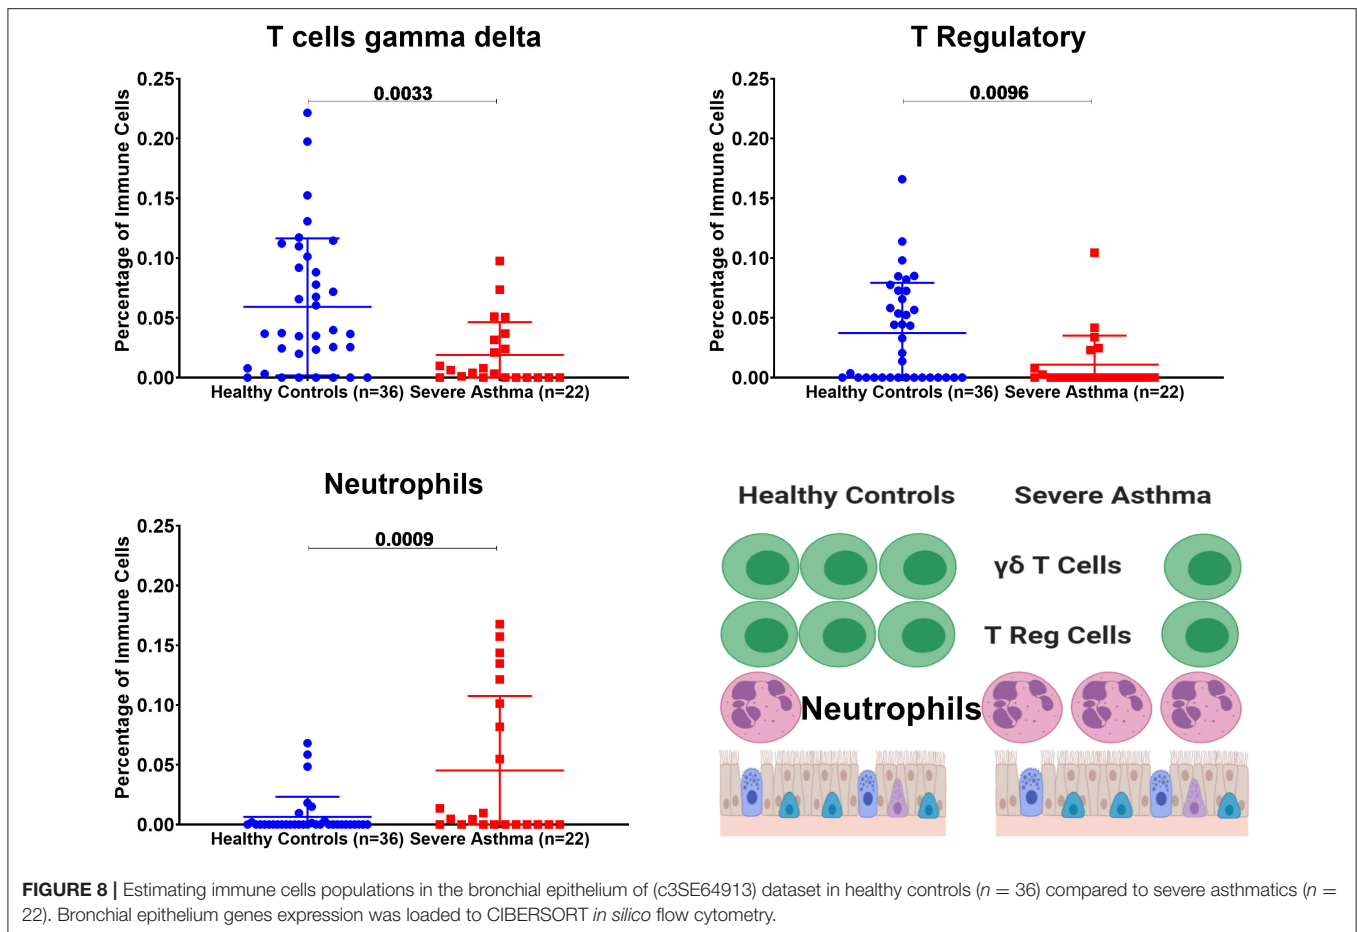 T cells gamma delta
0.25
0.20
0.15
0.10
0.05
0.00
Percentage of Immune Cells
0.0033
Healthy Controls (n=36) Severe Asthma (n=22)
T Regulatory
0.25
0.20
0.15
0.10
0.05
0.00
Percentage of Immune Cells
0.0096
Healthy Controls (n=36) Severe Asthma (n=22)
Neutrophils
0.25
0.20
0.15
0.10
0.05
0.00
Percentage of Immune Cells
0.0009
Healthy Controls (n=36) Severe Asthma (n=22)
Healthy Controls Severe Asthma
γδ T Cells
T Reg Cells
Neutrophils
FIGURE 8 | Estimating immune cells populations in the bronchial epithelium of (c3SE64913) dataset in healthy controls (n = 36) compared to severe asthmatics (n =
22). Bronchial epithelium genes expression was loaded to CIBERSORT in silico flow cytometry.